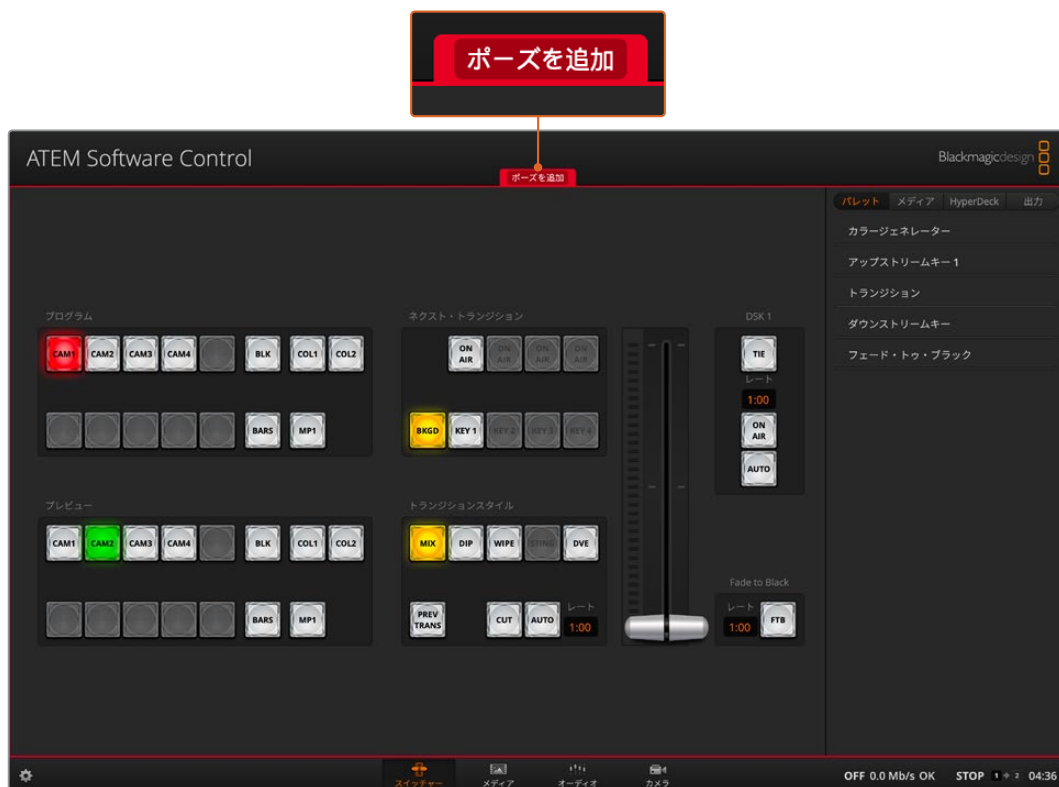 ポーズを追加
ATEM Software Control
Blackmagicdesign
ポーズを追加
パレット メディア HyperDeck 出力
カラージェネレーター
アップストリームキー 1
トランジション
ダウンストリームキー
フェード・トゥ・ブラック
プログラム
CAM1 CAM2 CAM3 CAM4 BLK COL1 COL2
BARS MP1
ネクスト・トランジション
ON AIR ON AIR ON AIR ON AIR
BKGD KEY 1 KEY 2 KEY 3 KEY 4
DSK 1
TIE
レート
1:00
ON AIR
AUTO
プレビュー
CAM1 CAM2 CAM3 CAM4 BLK COL1 COL2
BARS MP1
トランジションスタイル
MIX DIP WIPE STING DVE
PREV TRANS CUT AUTO レート 1:00
Fade to Black
レート
1:00 FTB
スイッチャー メディア オーディオ カメラ
OFF 0.0 Mb/s OK STOP 1 2 04:36